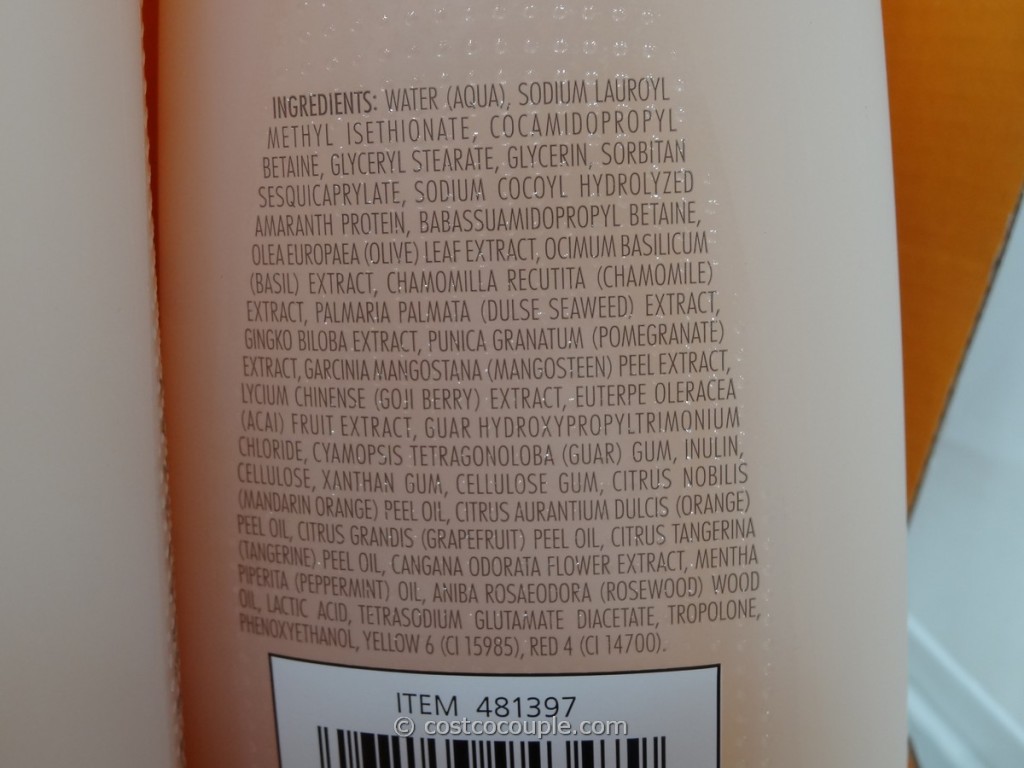 INGREDIENTS: WATER (AQUA), SODIUM LAUROYL
METHYL ISETHIONATE, COCAMIDOPROPYL
BETAINE, GLYCERYL STEARATE, GLYCERIN, SORBITAN
SESQUICAPRYLATE, SODIUM COCOYL HYDROLYZED
AMARANTH PROTEIN, BABASSUAMIDOPROPYL BETAINE,
OLEA EUROPAEA (OLIVE) LEAF EXTRACT, OCIMUM BASILICUM
(BASIL) EXTRACT, CHAMOMILLA RECUTITA (CHAMOMILE)
EXTRACT, PALMARIA PALMATA (DULSE SEAWEED) EXTRACT,
GINGKO BILOBA EXTRACT, PUNICA GRANATUM (POMEGRANATE)
EXTRACT, GARCINIA MANGOSTANA (MANGOSTEEN) PEEL EXTRACT,
LYCIUM CHINENSE (GOJI BERRY) EXTRACT, EUTERPE OLERACEA
(ACAI) FRUIT EXTRACT, GUAR HYDROXYPROPYLTRIMONIUM
CHLORIDE, CYAMOPSIS TETRAGONOLOBA (GUAR) GUM, INULIN,
CELLULOSE, XANTHAN GUM, CELLULOSE GUM, CITRUS NOBILIS
(MANDARIN ORANGE) PEEL OIL, CITRUS AURANTIUM DULCIS (ORANGE)
PEEL OIL, CITRUS GRANDIS (GRAPEFRUIT) PEEL OIL, CITRUS TANGERINA
(TANGERINE) PEEL OIL, CANGANA ODORATA FLOWER EXTRACT, MENTHA
PIPERITA (PEPPERMINT) OIL, ANIBA ROSAEODORA (ROSEWOOD) WOOD
OIL, LACTIC ACID, TETRASODIUM GLUTAMATE DIACETATE, TROPOLONE,
PHENOXYETHANOL, YELLOW 6 (CI 15985), RED 4 (CI 14700).
ITEM 481397
© costcocouple.com